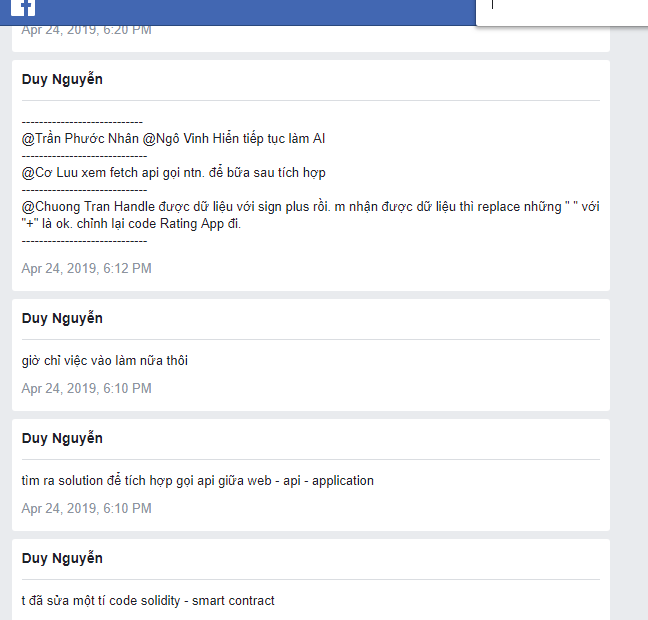 Apr 24, 2019, 6:20 PM
Duy Nguyễn
----------------------------
@Trần Phước Nhân @Ngô Vinh Hiển tiếp tục làm AI
-----------------------------
@Cơ Luu xem fetch api gọi ntn. để bữa sau tích hợp
-----------------------------
@Chuong Tran Handle được dữ liệu với sign plus rồi. m nhận được dữ liệu thì replace những " " với
"+" là ok. chỉnh lại code Rating App đi.
-----------------------------
Apr 24, 2019, 6:12 PM
Duy Nguyễn
giờ chỉ việc vào làm nữa thôi
Apr 24, 2019, 6:10 PM
Duy Nguyễn
tìm ra solution để tích hợp gọi api giữa web - api - application
Apr 24, 2019, 6:10 PM
Duy Nguyễn
t đã sửa một tí code solidity - smart contract